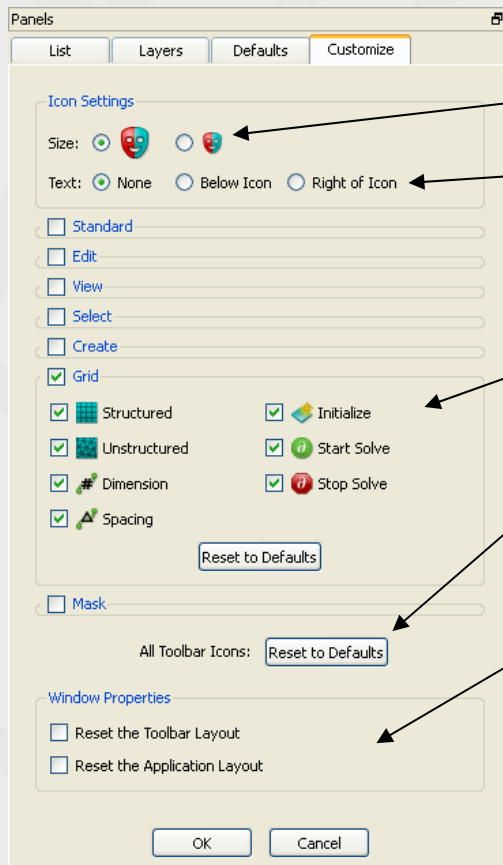 Panels
List Layers Defaults Customize
Icon Settings
Size:
Text: None Below Icon Right of Icon
Standard
Edit
View
Select
Create
Grid
Structured Initialize
Unstructured Start Solve
# Dimension Stop Solve
Spacing
Reset to Defaults
Mask
All Toolbar Icons: Reset to Defaults
Window Properties
Reset the Toolbar Layout
Reset the Application Layout
OK Cancel